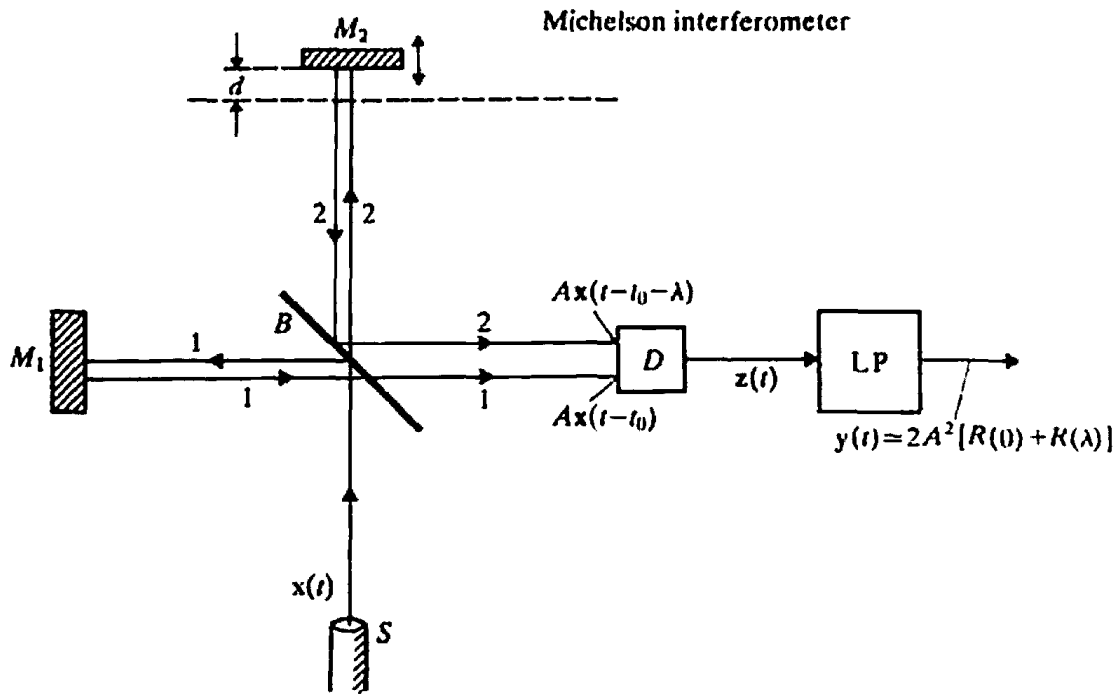 Michelson interferometer
M₂
d
2
2
Ax(t−t₀−λ)
B
2
M₁
1
D
LP
1
1
z(t)
Ax(t−t₀)
y(t)≃2A²[R(0)+R(λ)]
x(t)
S